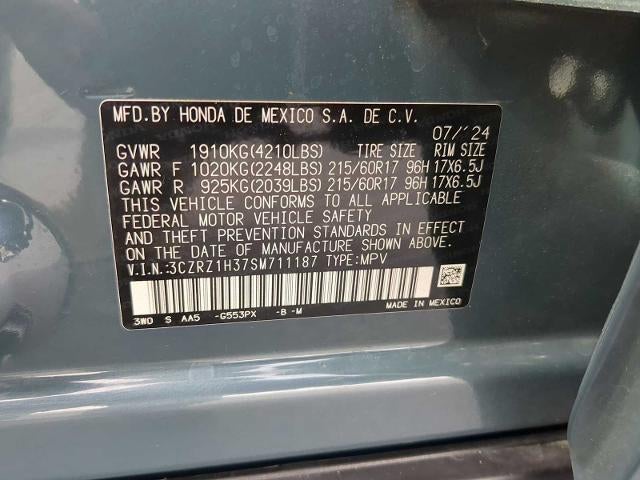 MFD.BY HONDA DE MEXICO S.A. DE C.V.
07/'24
GVWR 1910KG(4210LBS) TIRE SIZE RIM SIZE
GAWR F 1020KG(2248LBS) 215/60R17 96H 17X6.5J
GAWR R 925KG(2039LBS) 215/60R17 96H 17X6.5J
THIS VEHICLE CONFORMS TO ALL APPLICABLE
FEDERAL MOTOR VEHICLE SAFETY
AND THEFT PREVENTION STANDARDS IN EFFECT
ON THE DATE OF MANUFACTURE SHOWN ABOVE.
V.I.N.:3CZRZ1H37SM711187 TYPE:MPV
MADE IN MEXICO
3W0 S AA5 -G553PX -B -M